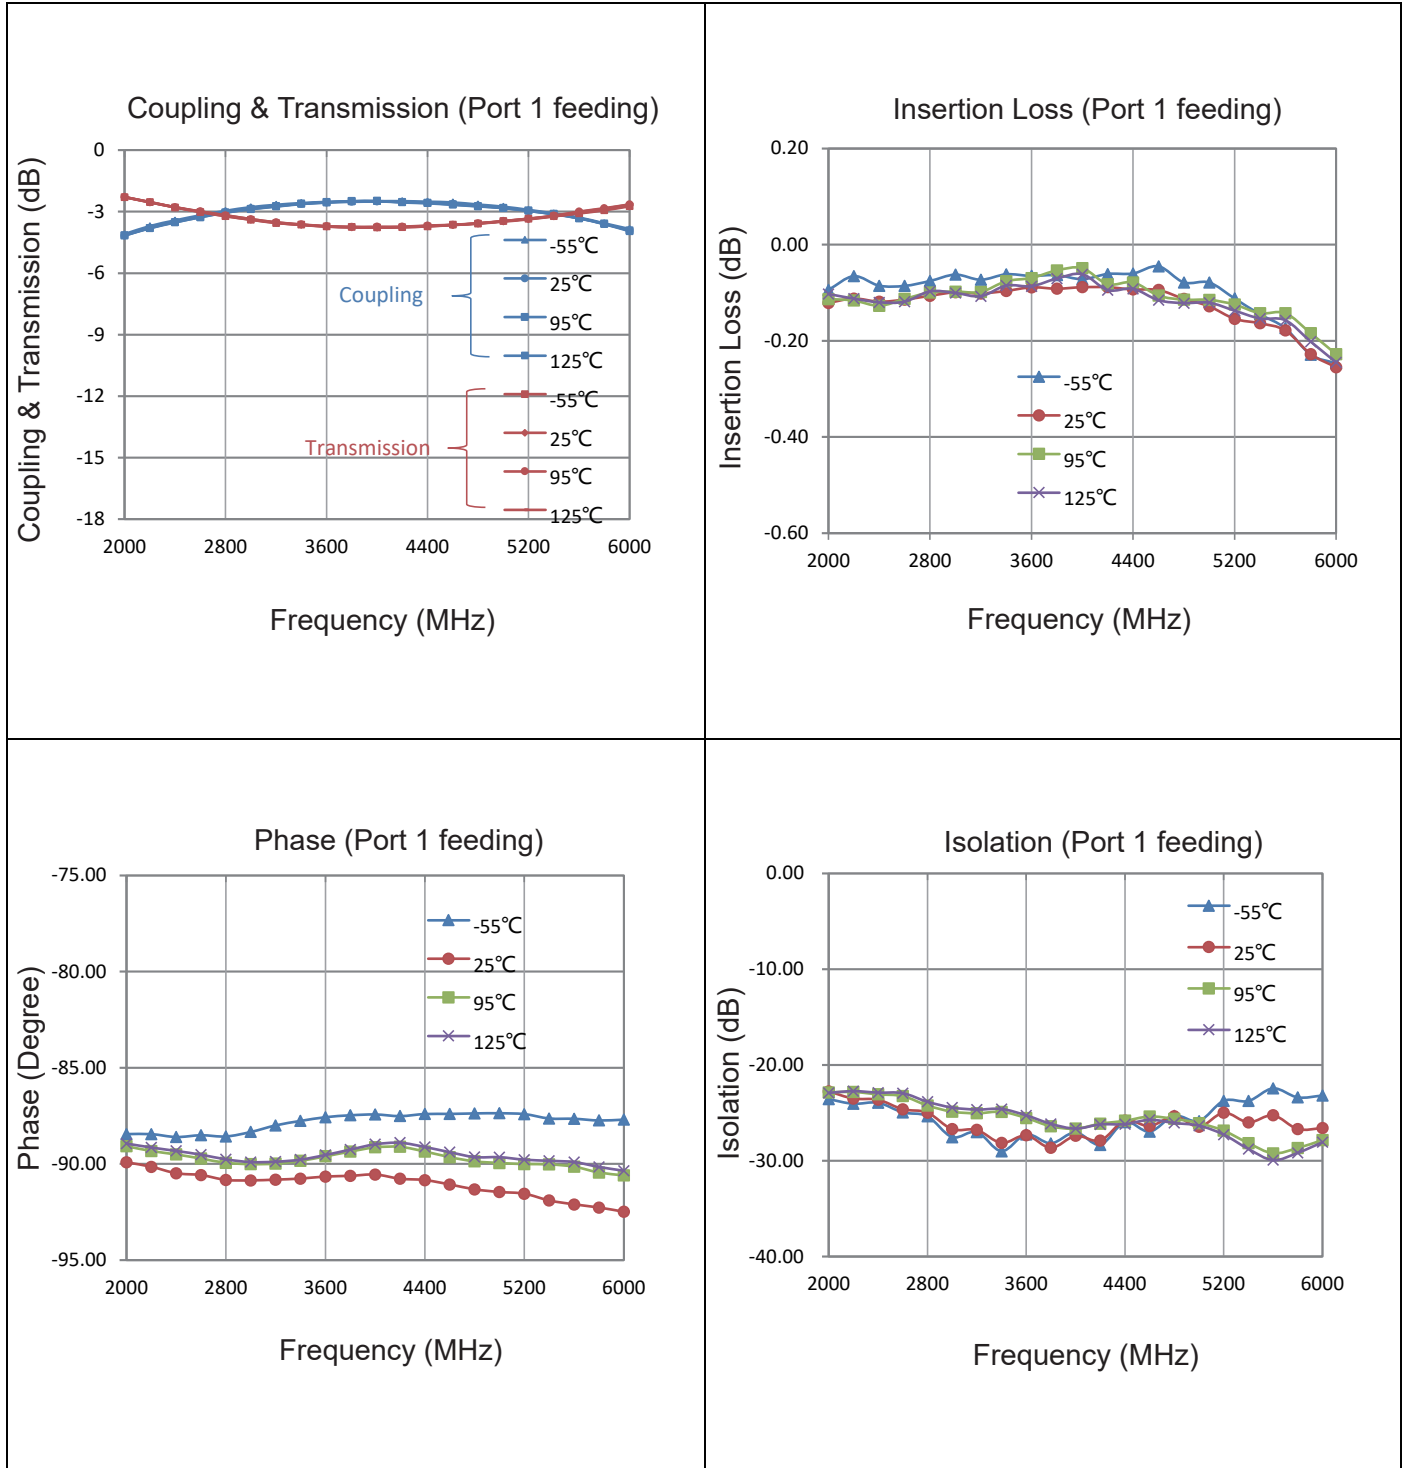 Coupling & Transmission (Port 1 feeding)
Coupling & Transmission (dB)
0
-3
-6
-9
-12
-15
-18
Coupling
-55℃
25℃
95℃
125℃
Transmission
-55℃
25℃
95℃
125℃
2000 2800 3600 4400 5200 6000
Frequency (MHz)
Insertion Loss (Port 1 feeding)
Insertion Loss (dB)
0.20
0.00
-0.20
-0.40
-0.60
-55℃
25℃
95℃
125℃
2000 2800 3600 4400 5200 6000
Frequency (MHz)
Phase (Port 1 feeding)
Phase (Degree)
-75.00
-80.00
-85.00
-90.00
-95.00
-55℃
25℃
95℃
125℃
2000 2800 3600 4400 5200 6000
Frequency (MHz)
Isolation (Port 1 feeding)
Isolation (dB)
0.00
-10.00
-20.00
-30.00
-40.00
-55℃
25℃
95℃
125℃
2000 2800 3600 4400 5200 6000
Frequency (MHz)